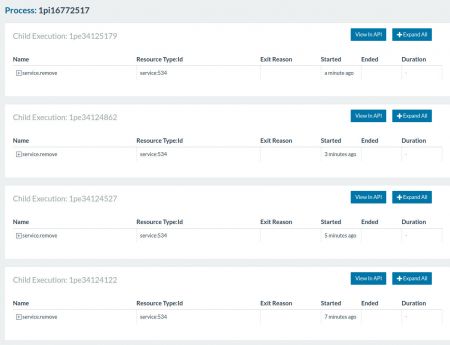 Process: 1pi16772517
Child Execution: 1pe34125179
View In API
Expand All
Name Resource Type:Id Exit Reason Started Ended Duration
service.remove service:534 a minute ago -
Child Execution: 1pe34124862
View In API
Expand All
Name Resource Type:Id Exit Reason Started Ended Duration
service.remove service:534 3 minutes ago -
Child Execution: 1pe34124527
View In API
Expand All
Name Resource Type:Id Exit Reason Started Ended Duration
service.remove service:534 5 minutes ago -
Child Execution: 1pe34124122
View In API
Expand All
Name Resource Type:Id Exit Reason Started Ended Duration
service.remove service:534 7 minutes ago -